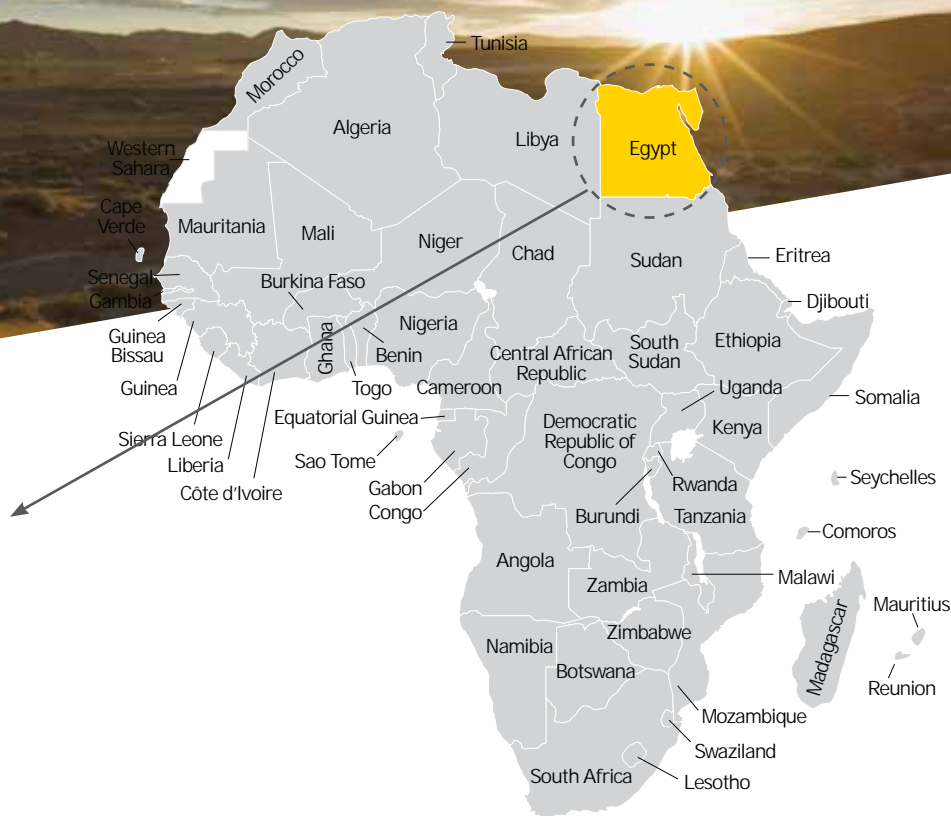 Tunisia
Morocco
Algeria
Libya
Egypt
Western
Sahara
Cape
Verde
Mauritania
Mali
Niger
Chad
Sudan
Eritrea
Senegal
Gambia
Burkina Faso
Djibouti
Guinea
Bissau
Ghana
Nigeria
Benin
Togo
Central African
Republic
South
Sudan
Ethiopia
Guinea
Cameroon
Uganda
Somalia
Equatorial Guinea
Democratic
Republic of
Congo
Kenya
Sierra Leone
Liberia
Côte d'Ivoire
Sao Tome
Gabon
Congo
Rwanda
Burundi
Tanzania
Seychelles
Comoros
Angola
Zambia
Malawi
Madagascar
Mauritius
Reunion
Namibia
Zimbabwe
Botswana
Mozambique
Swaziland
South Africa
Lesotho